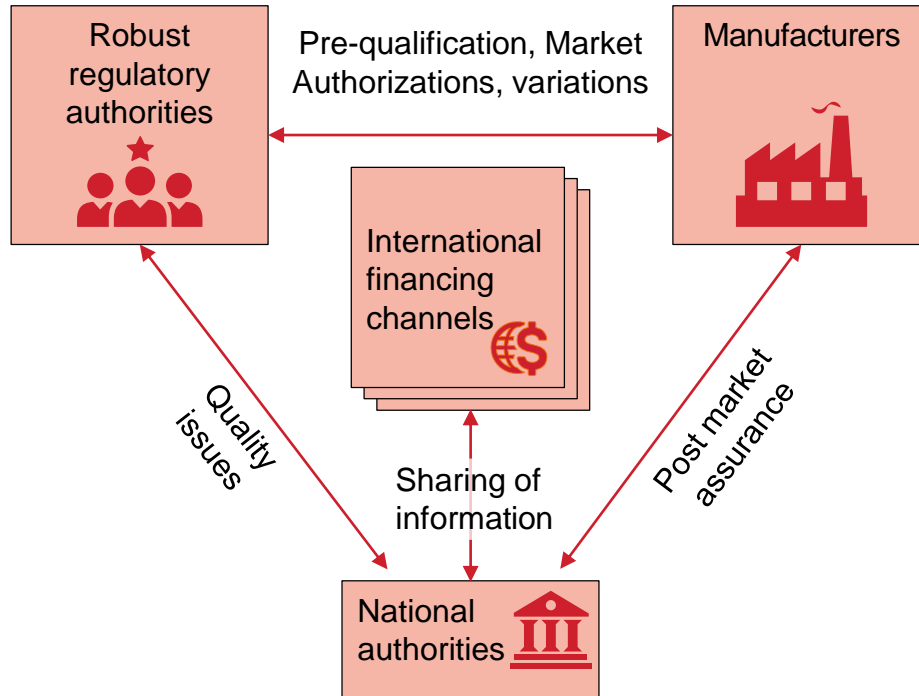 Robust
regulatory
authorities
Pre-qualification, Market
Authorizations, variations
Manufacturers
International
financing
channels
$
Quality
issues
Sharing of
information
Post market
assurance
National
authorities